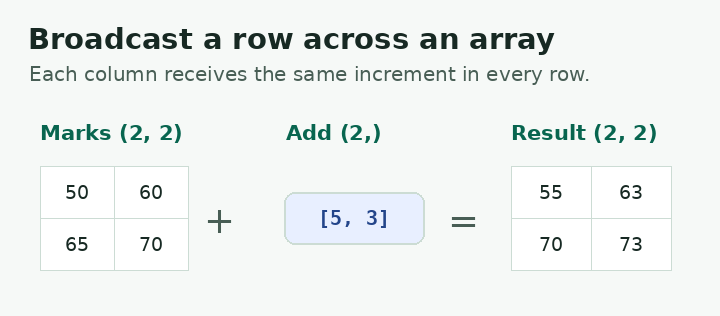 Broadcast a row across an array
Each column receives the same increment in every row.
Marks (2, 2) Add (2,) Result (2, 2)
50 60 55 63
+ [5, 3] =
65 70 70 73